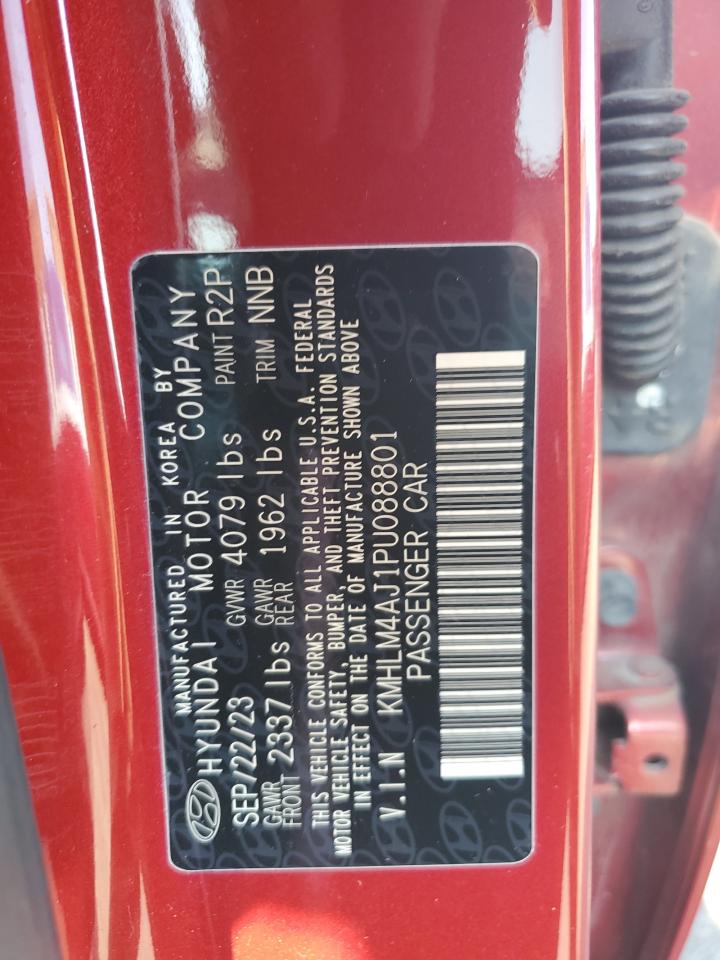 MANUFACTURED IN KOREA BY
HYUNDAI MOTOR COMPANY
SEP/22/23 GVWR 4079 lbs PAINT R2P
GAWR FRONT 2337 lbs GAWR REAR 1962 lbs TRIM NNB
THIS VEHICLE CONFORMS TO ALL APPLICABLE U.S.A. FEDERAL
MOTOR VEHICLE SAFETY, BUMPER, AND THEFT PREVENTION STANDARDS
IN EFFECT ON THE DATE OF MANUFACTURE SHOWN ABOVE
V.I.N KMHLM4AJ1PU088801
PASSENGER CAR